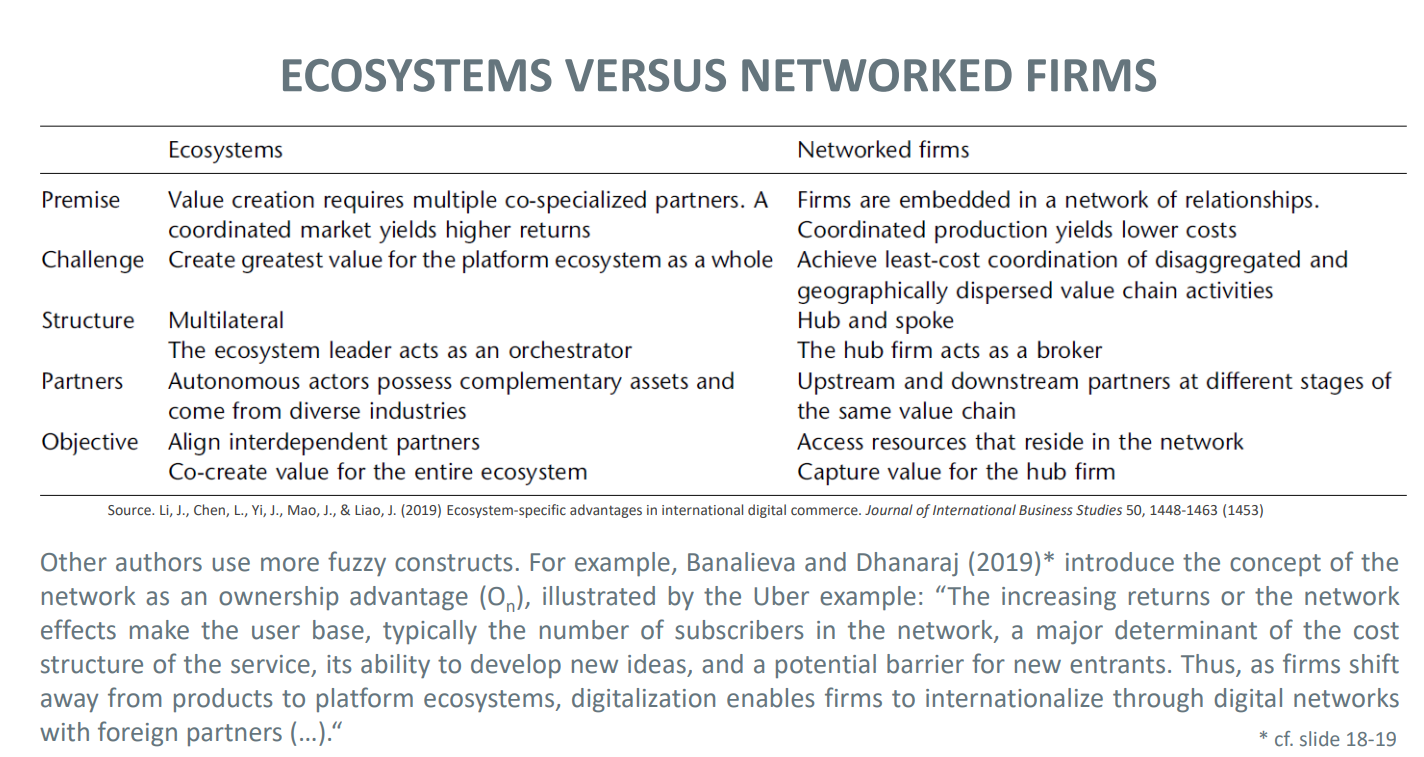 ECOSYSTEMS VERSUS NETWORKED FIRMS
Ecosystems Networked firms
Premise Value creation requires multiple co-specialized partners. A Firms are embedded in a network of relationships.
coordinated market yields higher returns Coordinated production yields lower costs
Challenge Create greatest value for the platform ecosystem as a whole Achieve least-cost coordination of disaggregated and
geographically dispersed value chain activities
Structure Multilateral Hub and spoke
The ecosystem leader acts as an orchestrator The hub firm acts as a broker
Partners Autonomous actors possess complementary assets and Upstream and downstream partners at different stages of
come from diverse industries the same value chain
Objective Align interdependent partners Access resources that reside in the network
Co-create value for the entire ecosystem Capture value for the hub firm
Source. Li, J., Chen, L., Yi, J., Mao, J., & Liao, J. (2019) Ecosystem-specific advantages in international digital commerce. Journal of International Business Studies 50, 1448-1463 (1453)
Other authors use more fuzzy constructs. For example, Banalieva and Dhanaraj (2019)* introduce the concept of the
network as an ownership advantage (On), illustrated by the Uber example: “The increasing returns or the network
effects make the user base, typically the number of subscribers in the network, a major determinant of the cost
structure of the service, its ability to develop new ideas, and a potential barrier for new entrants. Thus, as firms shift
away from products to platform ecosystems, digitalization enables firms to internationalize through digital networks
with foreign partners (…).“
* cf. slide 18-19